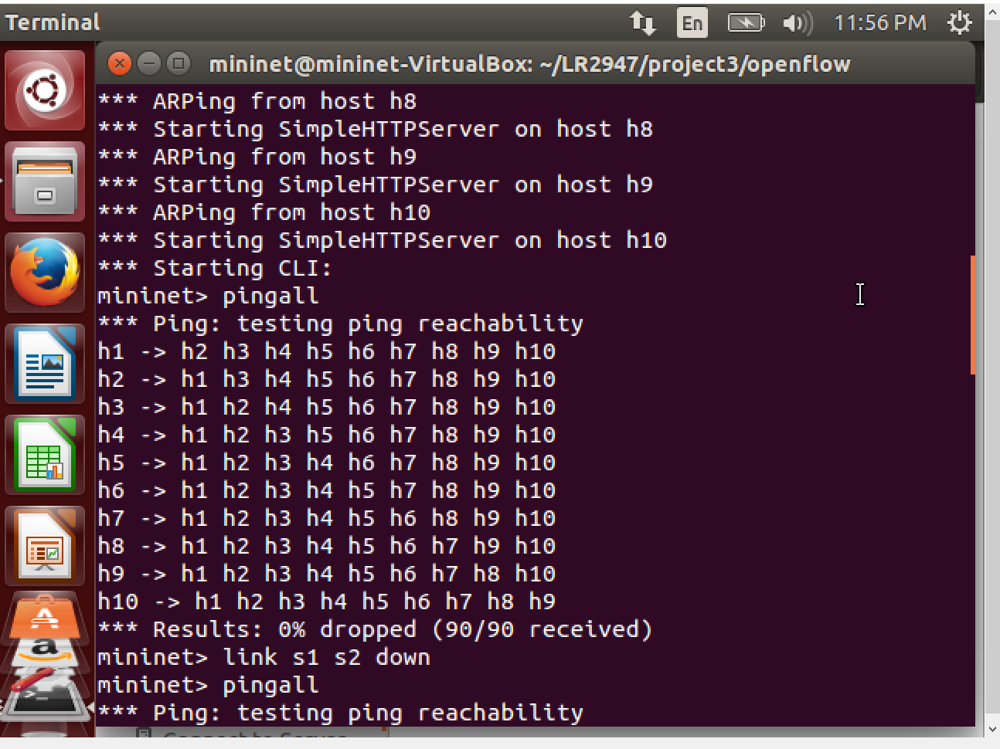 Terminal
En
11:56 PM
mininet@mininet-VirtualBox: ~/LR2947/project3/openflow
*** ARPing from host h8
*** Starting SimpleHTTPServer on host h8
*** ARPing from host h9
*** Starting SimpleHTTPServer on host h9
*** ARPing from host h10
*** Starting SimpleHTTPServer on host h10
*** Starting CLI:
mininet> pingall
*** Ping: testing ping reachability
h1 -> h2 h3 h4 h5 h6 h7 h8 h9 h10
h2 -> h1 h3 h4 h5 h6 h7 h8 h9 h10
h3 -> h1 h2 h4 h5 h6 h7 h8 h9 h10
h4 -> h1 h2 h3 h5 h6 h7 h8 h9 h10
h5 -> h1 h2 h3 h4 h6 h7 h8 h9 h10
h6 -> h1 h2 h3 h4 h5 h7 h8 h9 h10
h7 -> h1 h2 h3 h4 h5 h6 h8 h9 h10
h8 -> h1 h2 h3 h4 h5 h6 h7 h9 h10
h9 -> h1 h2 h3 h4 h5 h6 h7 h8 h10
h10 -> h1 h2 h3 h4 h5 h6 h7 h8 h9
*** Results: 0% dropped (90/90 received)
mininet> link s1 s2 down
mininet> pingall
*** Ping: testing ping reachability
Connect to Server